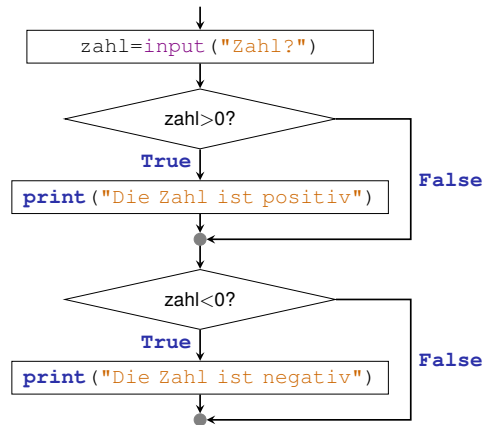 zahl=input("Zahl?")
zahl>0?
True
False
print("Die Zahl ist positiv")
zahl<0?
True
False
print("Die Zahl ist negativ")